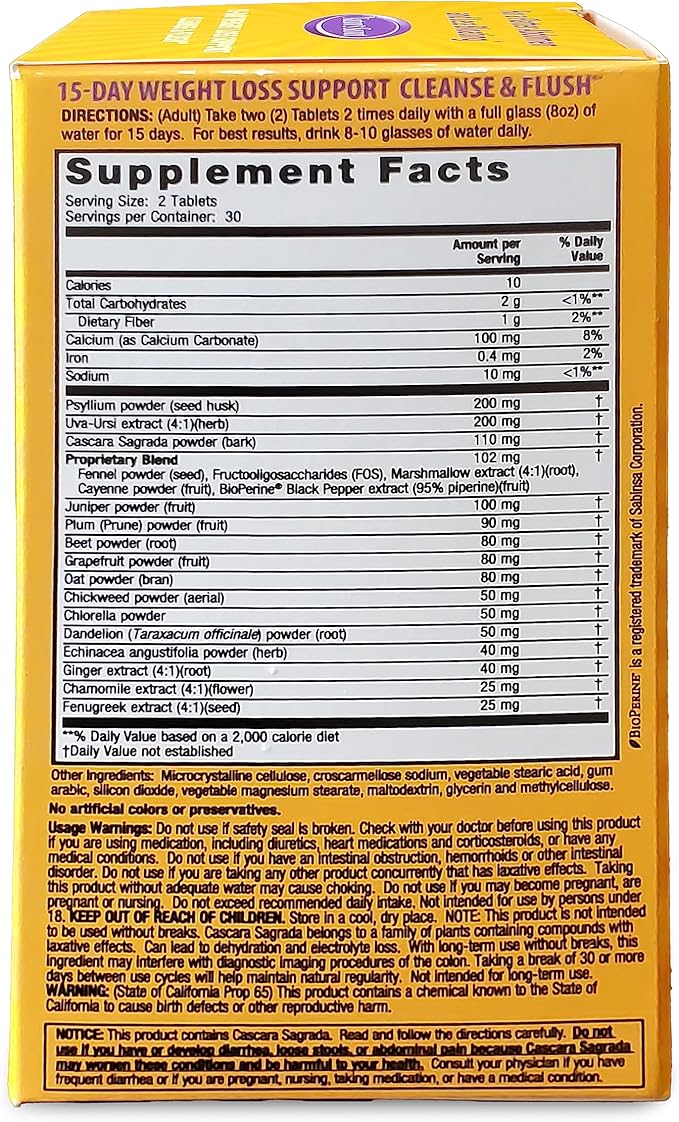 15-DAY WEIGHT LOSS SUPPORT CLEANSE & FLUSH
DIRECTIONS: (Adult) Take two (2) Tablets 2 times daily with a full glass (8oz) of
water for 15 days. For best results, drink 8-10 glasses of water daily.
Supplement Facts
Serving Size: 2 Tablets
Servings per Container: 30
Amount per Serving % Daily Value
Calories 10
Total Carbohydrates 2 g <1%**
Dietary Fiber 1 g 2%**
Calcium (as Calcium Carbonate) 100 mg 8%
Iron 0.4 mg 2%
Sodium 10 mg <1%**
Psyllium powder (seed husk) 200 mg †
Uva-Ursi extract (4:1)(herb) 200 mg †
Cascara Sagrada powder (bark) 110 mg †
Proprietary Blend 102 mg †
Fennel powder (seed), Fructooligosaccharides (FOS), Marshmallow extract (4:1)(root),
Cayenne powder (fruit), BioPerine® Black Pepper extract (95% piperine)(fruit)
Juniper powder (fruit) 100 mg †
Plum (Prune) powder (fruit) 90 mg †
Beet powder (root) 80 mg †
Grapefruit powder (fruit) 80 mg †
Oat powder (bran) 80 mg †
Chickweed powder (aerial) 50 mg †
Chlorella powder 50 mg †
Dandelion (Taraxacum officinale) powder (root) 50 mg †
Echinacea angustifolia powder (herb) 40 mg †
Ginger extract (4:1)(root) 40 mg †
Chamomile extract (4:1)(flower) 25 mg †
Fenugreek extract (4:1)(seed) 25 mg †
**% Daily Value based on a 2,000 calorie diet
†Daily Value not established
BIOPERINE® is a registered trademark of Sabinsa Corporation.
Other Ingredients: Microcrystalline cellulose, croscarmellose sodium, vegetable stearic acid, gum
arabic, silicon dioxide, vegetable magnesium stearate, maltodextrin, glycerin and methylcellulose.
No artificial colors or preservatives.
Usage Warnings: Do not use if safety seal is broken. Check with your doctor before using this product
if you are using medication, including diuretics, heart medications and corticosteroids, or have any
medical conditions. Do not use if you have an intestinal obstruction, hemorrhoids or other intestinal
disorder. Do not use if you are taking any other product concurrently that has laxative effects. Taking
this product without adequate water may cause choking. Do not use if you may become pregnant, are
pregnant or nursing. Do not exceed recommended daily intake. Not intended for use by persons under
18. KEEP OUT OF REACH OF CHILDREN. Store in a cool, dry place. NOTE: This product is not intended
to be used without breaks. Cascara Sagrada belongs to a family of plants containing compounds with
laxative effects. Can lead to dehydration and electrolyte loss. With long-term use without breaks, this
ingredient may interfere with diagnostic imaging procedures of the colon. Taking a break of 30 or more
days between use cycles will help maintain natural regularity. Not intended for long-term use.
WARNING: (State of California Prop 65) This product contains a chemical known to the State of
California to cause birth defects or other reproductive harm.
NOTICE: This product contains Cascara Sagrada. Read and follow the directions carefully. Do not
use if you have or develop diarrhea, loose stools, or abdominal pain because Cascara Sagrada
may worsen these conditions and be harmful to your health. Consult your physician if you have
frequent diarrhea or if you are pregnant, nursing, taking medication, or have a medical condition.